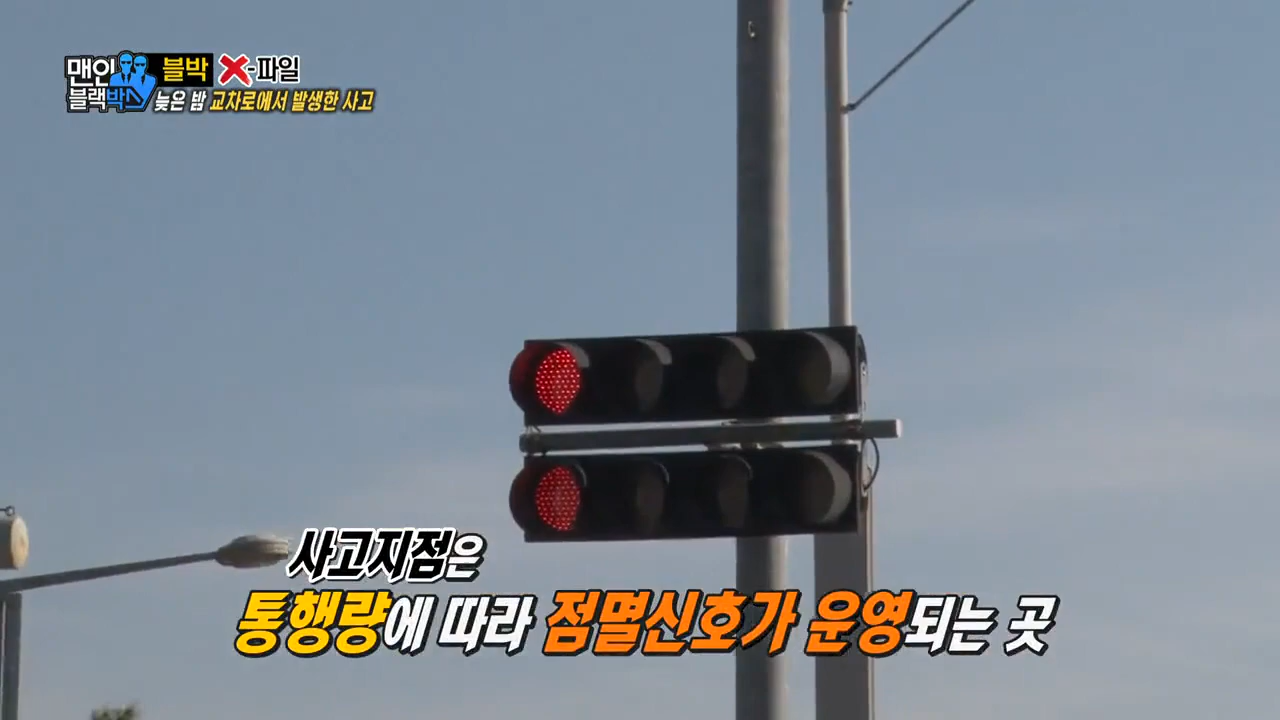 맨인 블박 X-파일
블랙박스 늦은 밤 교차로에서 발생한 사고
사고지점은
통행량에 따라 점멸신호가 운영되는 곳